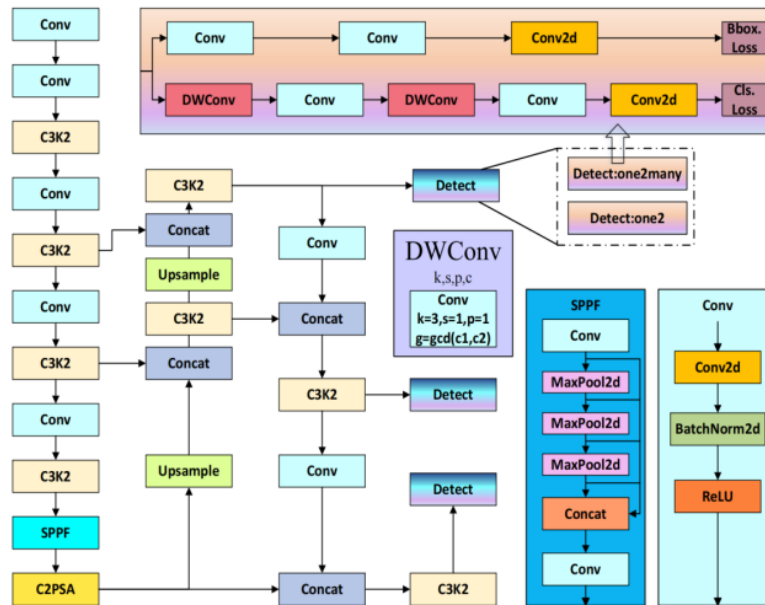 Conv
Conv
C3K2
Conv
C3K2
Conv
C3K2
Conv
C3K2
SPPF
C2PSA
Conv
Conv
Conv2d
Bbox.
Loss
DWConv
Conv
DWConv
Conv
Conv2d
Cls.
Loss
C3K2
Concat
Upsample
C3K2
Concat
Upsample
Conv
Concat
C3K2
Conv
Concat
C3K2
Detect
Detect
Detect
Detect:one2many
Detect:one2
DWConv
k,s,p,c
Conv
k=3,s=1,p=1
g=gcd(c1,c2)
SPPF
Conv
MaxPool2d
MaxPool2d
MaxPool2d
Concat
Conv
Conv
Conv2d
BatchNorm2d
ReLU